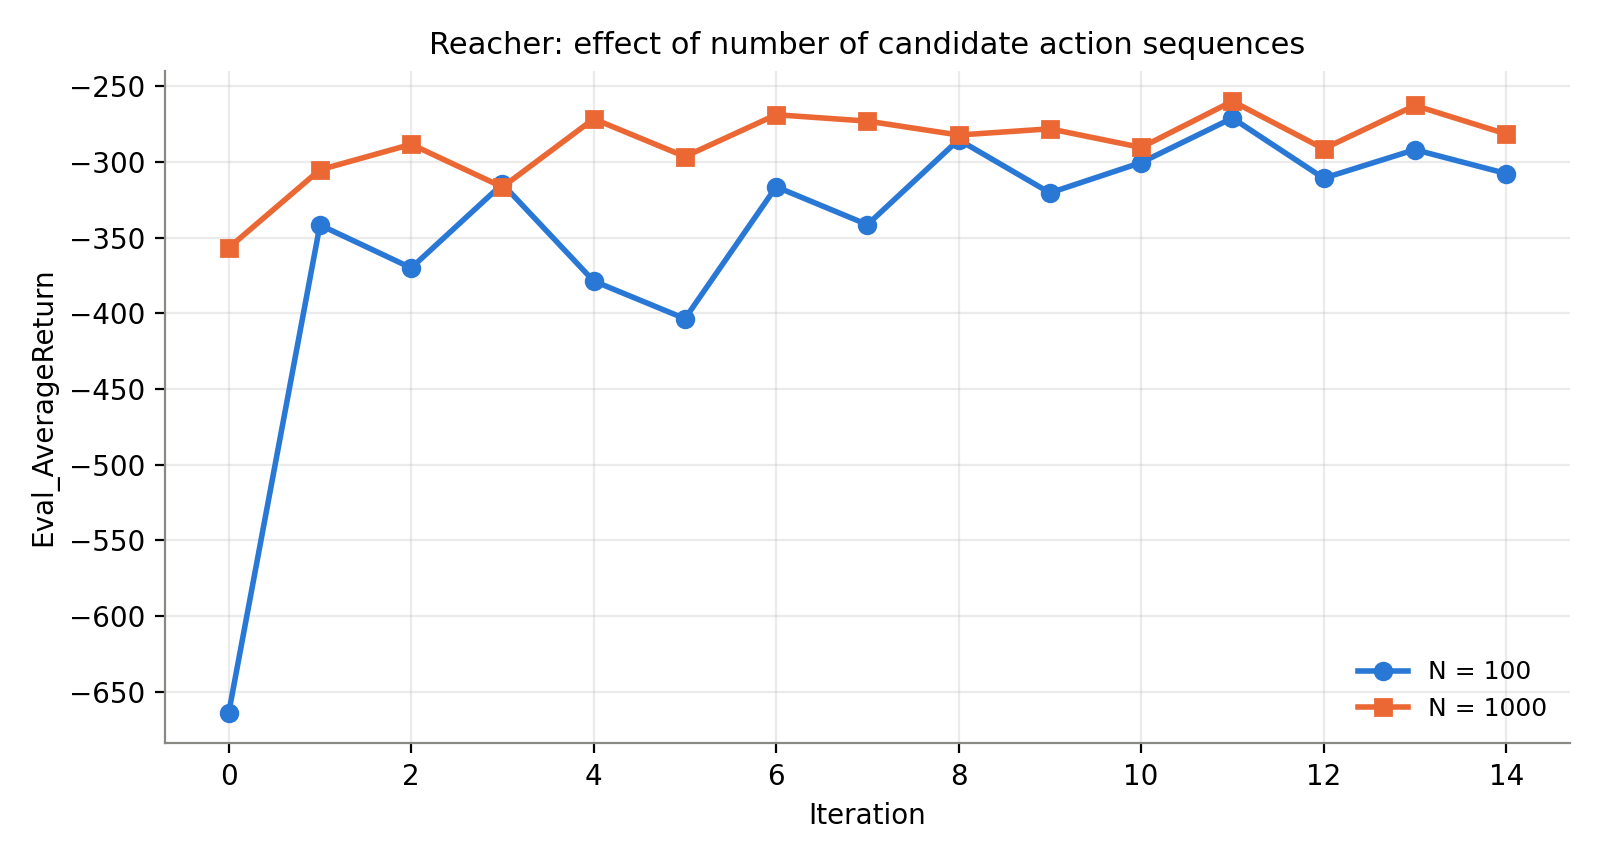 Reacher: effect of number of candidate action sequences
Eval_AverageReturn
−250
−300
−350
−400
−450
−500
−550
−600
−650
N = 100
N = 1000
0 2 4 6 8 10 12 14
Iteration